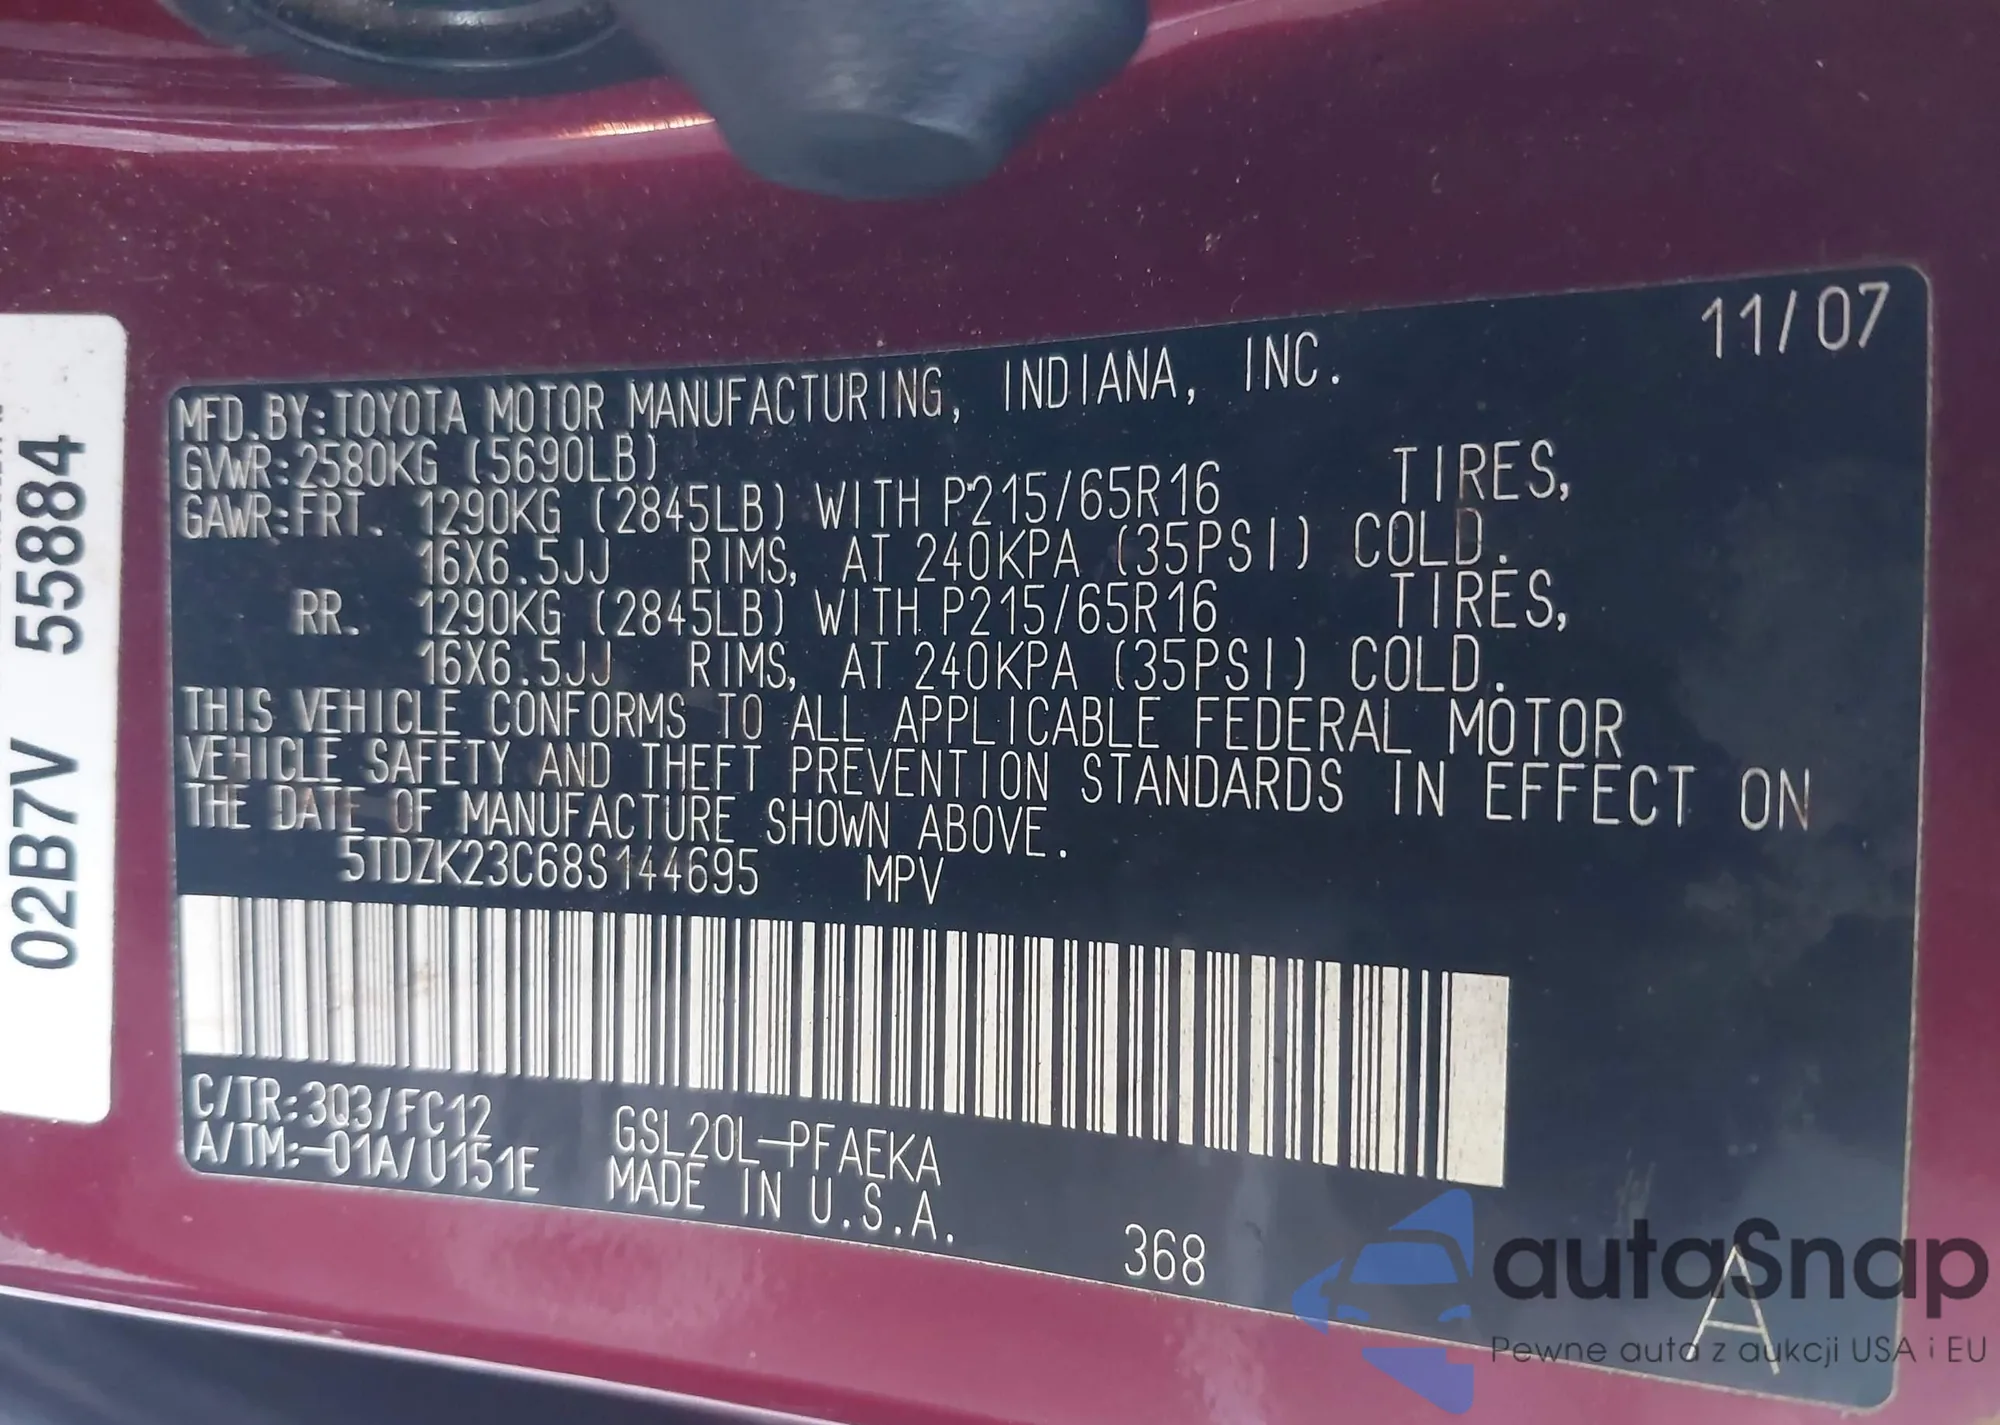 02B7V 55884
11/07
MFD.BY:TOYOTA MOTOR MANUFACTURING, INDIANA, INC.
GVWR:2580KG (5690LB)
GAWR:FRT. 1290KG (2845LB) WITH P215/65R16 TIRES,
16X6.5JJ RIMS, AT 240KPA (35PSI) COLD.
RR. 1290KG (2845LB) WITH P215/65R16 TIRES,
16X6.5JJ RIMS, AT 240KPA (35PSI) COLD.
THIS VEHICLE CONFORMS TO ALL APPLICABLE FEDERAL MOTOR
VEHICLE SAFETY AND THEFT PREVENTION STANDARDS IN EFFECT ON
THE DATE OF MANUFACTURE SHOWN ABOVE.
5TDZK23C68S144695 MPV
C/TR:3Q3/FC12 GSL20L-PFAEKA
A/TM:-01A/U151E MADE IN U.S.A.
368
A
autoSnap
Pewne auta z aukcji USA i EU